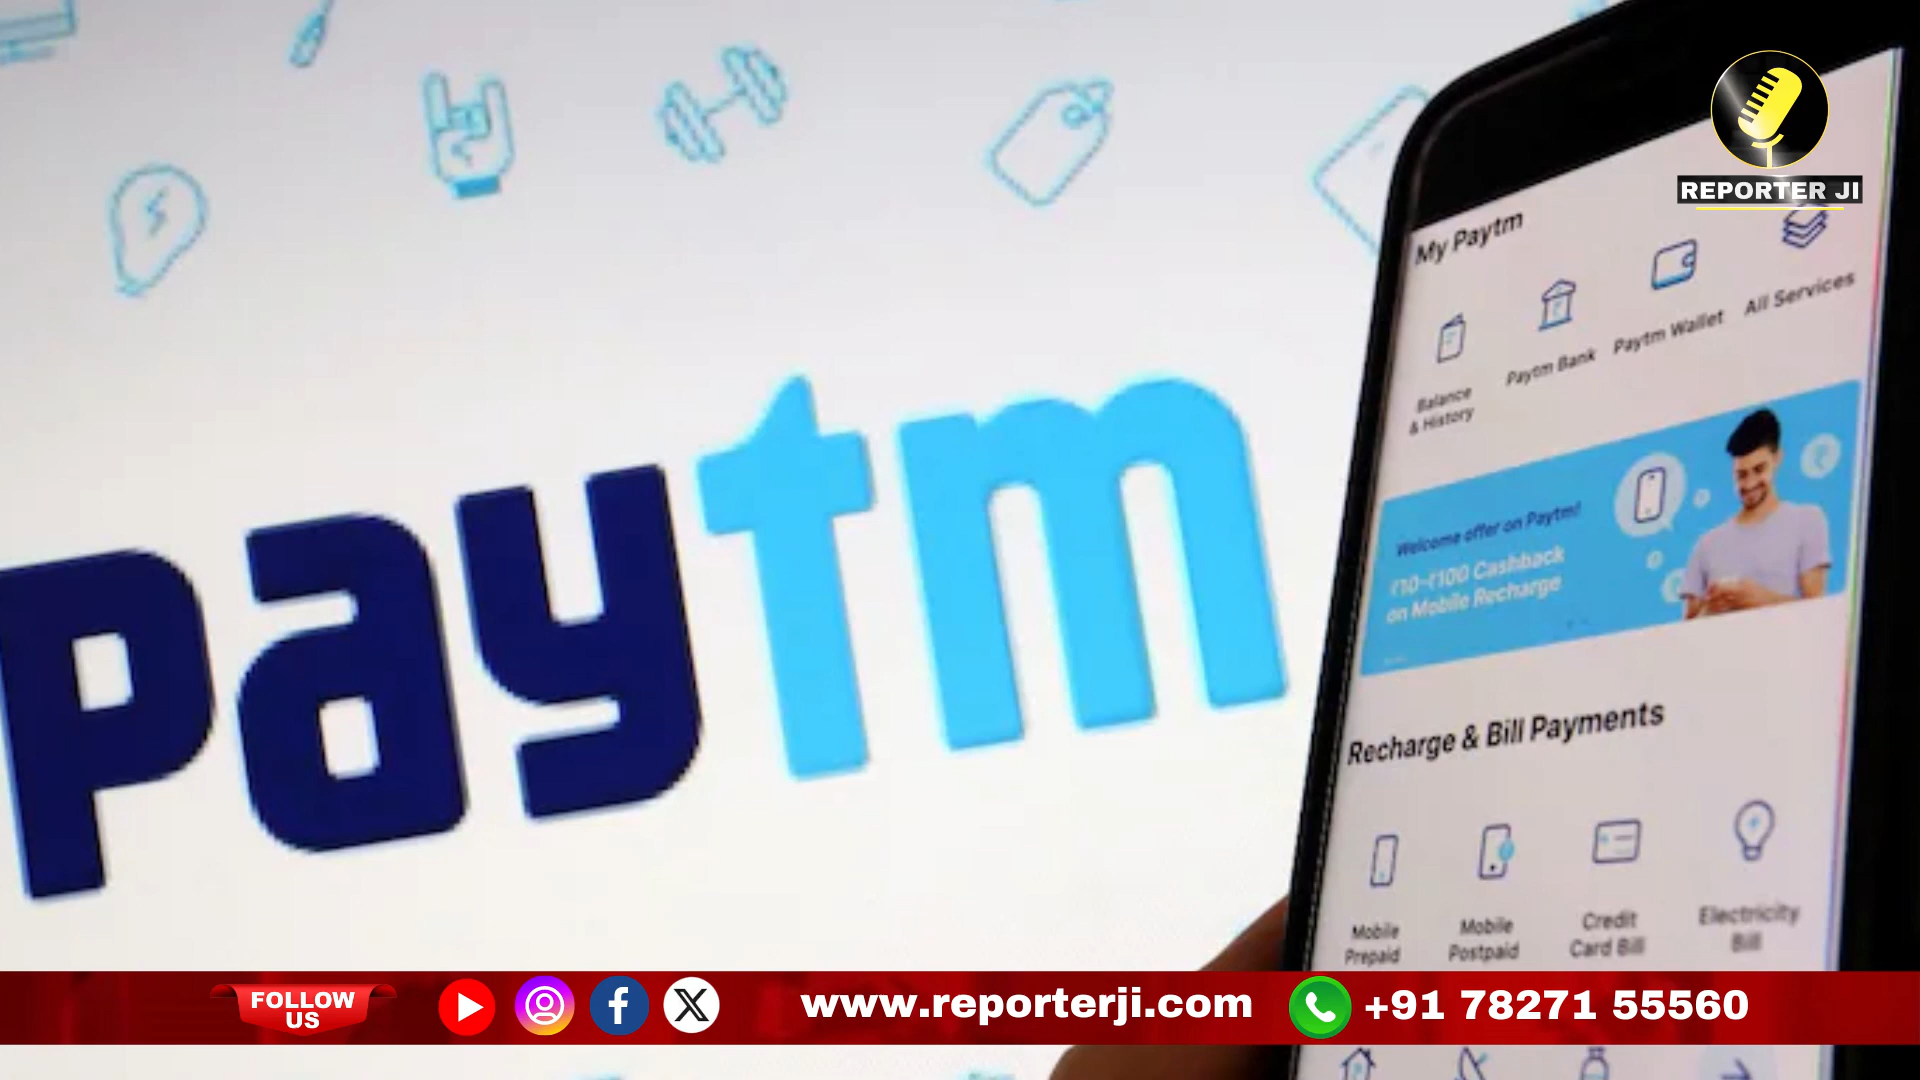 REPORTER JI
paytm
My Paytm
Balance
& History
Paytm Bank
Paytm Wallet
All Services
Welcome offer on Paytm!
₹10-₹100 Cashback
on Mobile Recharge
Recharge & Bill Payments
Mobile
Prepaid
Mobile
Postpaid
Credit
Card Bill
Electricity
Bill
FOLLOW
US
www.reporterji.com
+91 78271 55560